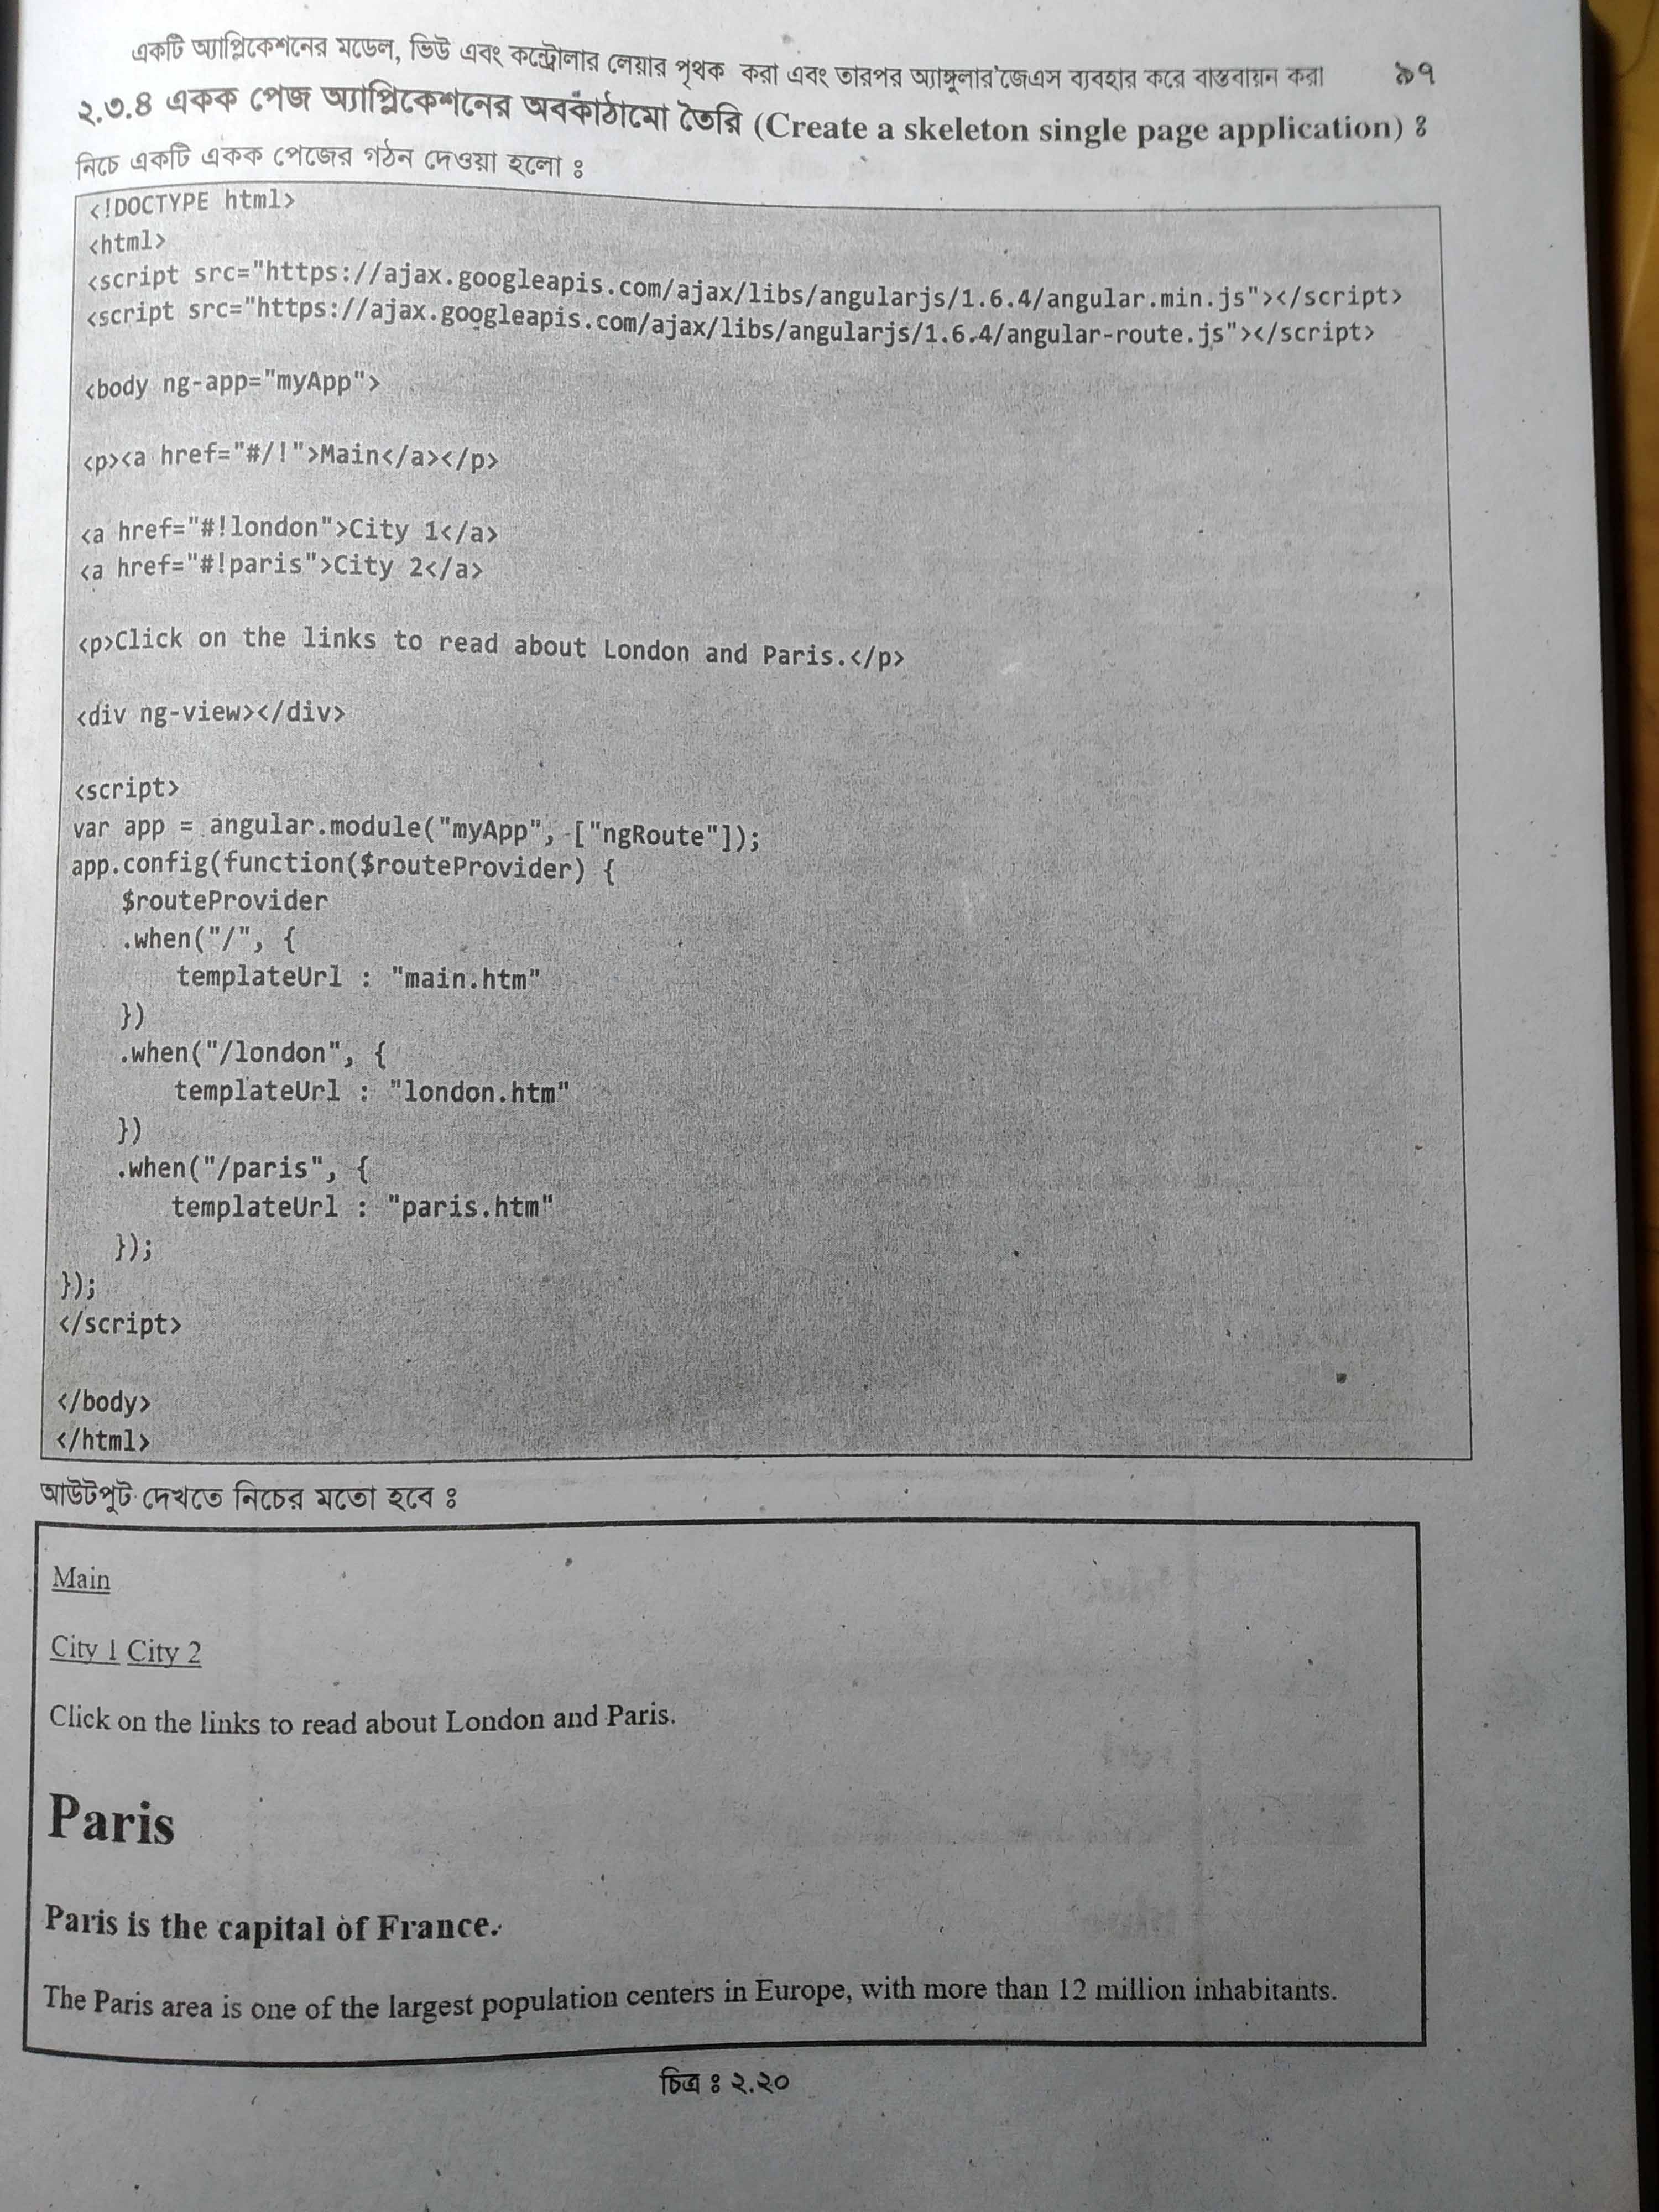 একটি অ্যাপ্লিকেশনের মডেল, ভিউ এবং কন্ট্রোলার লেয়ার পৃথক করা এবং তারপর অ্যাঙ্গুলার জেএস ব্যবহার করে বাস্তবায়ন করা ৯৭
২.৩.৪ একক পেজ অ্যাপ্লিকেশনের অবকাঠামো তৈরি (Create a skeleton single page application) ঃ
নিচে একটি একক পেজের গঠন দেওয়া হলো ঃ
<!DOCTYPE html>
<html>
<script src="https://ajax.googleapis.com/ajax/libs/angularjs/1.6.4/angular.min.js"></script>
<script src="https://ajax.googleapis.com/ajax/libs/angularjs/1.6.4/angular-route.js"></script>
<body ng-app="myApp">
<p><a href="#/!">Main</a></p>
<a href="#!london">City 1</a>
<a href="#!paris">City 2</a>
<p>Click on the links to read about London and Paris.</p>
<div ng-view></div>
<script>
var app = angular.module("myApp", ["ngRoute"]);
app.config(function($routeProvider) {
$routeProvider
.when("/", {
templateUrl : "main.htm"
})
.when("/london", {
templateUrl : "london.htm"
})
.when("/paris", {
templateUrl : "paris.htm"
});
});
</script>
</body>
</html>
আউটপুট দেখতে নিচের মতো হবে ঃ
Main
City 1 City 2
Click on the links to read about London and Paris.
Paris
Paris is the capital of France.
The Paris area is one of the largest population centers in Europe, with more than 12 million inhabitants.
চিত্র ঃ ২.২০